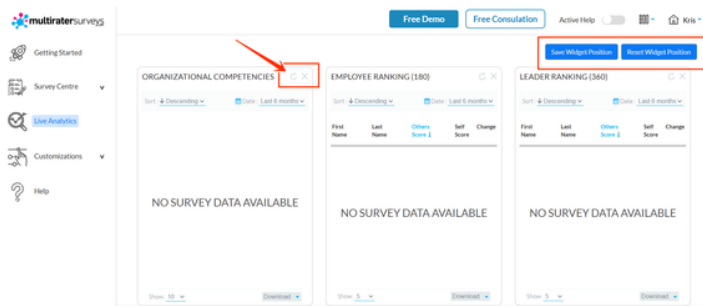 multiratersurveys
Free Demo
Free Consulation
Active Help
Kris
Getting Started
Survey Centre
Live Analytics
Customizations
Help
Save Widget Position
Reset Widget Position
ORGANIZATIONAL COMPETENCIES
Sort: Descending
Date: Last 6 months
NO SURVEY DATA AVAILABLE
Show 10
Download
EMPLOYEE RANKING (180)
Sort: Descending
Date: Last 6 months
First Name
Last Name
Others Score
Self Score
Change
NO SURVEY DATA AVAILABLE
Show 5
Download
LEADER RANKING (360)
Sort: Descending
Date: Last 6 months
First Name
Last Name
Others Score
Self Score
Change
NO SURVEY DATA AVAILABLE
Show 5
Download